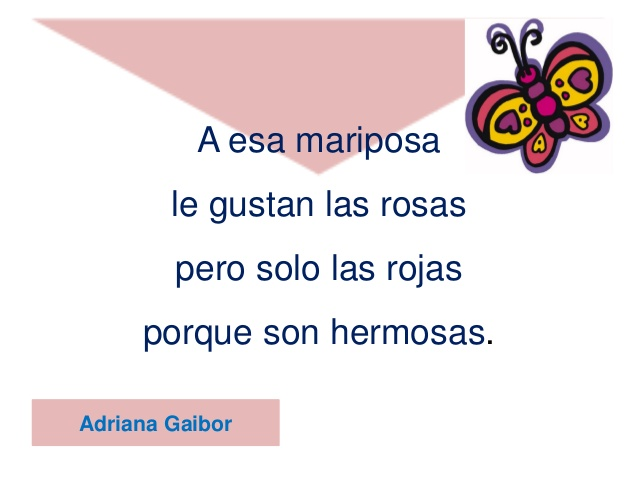 A esa mariposa
le gustan las rosas
pero solo las rojas
porque son hermosas.
Adriana Gaibor